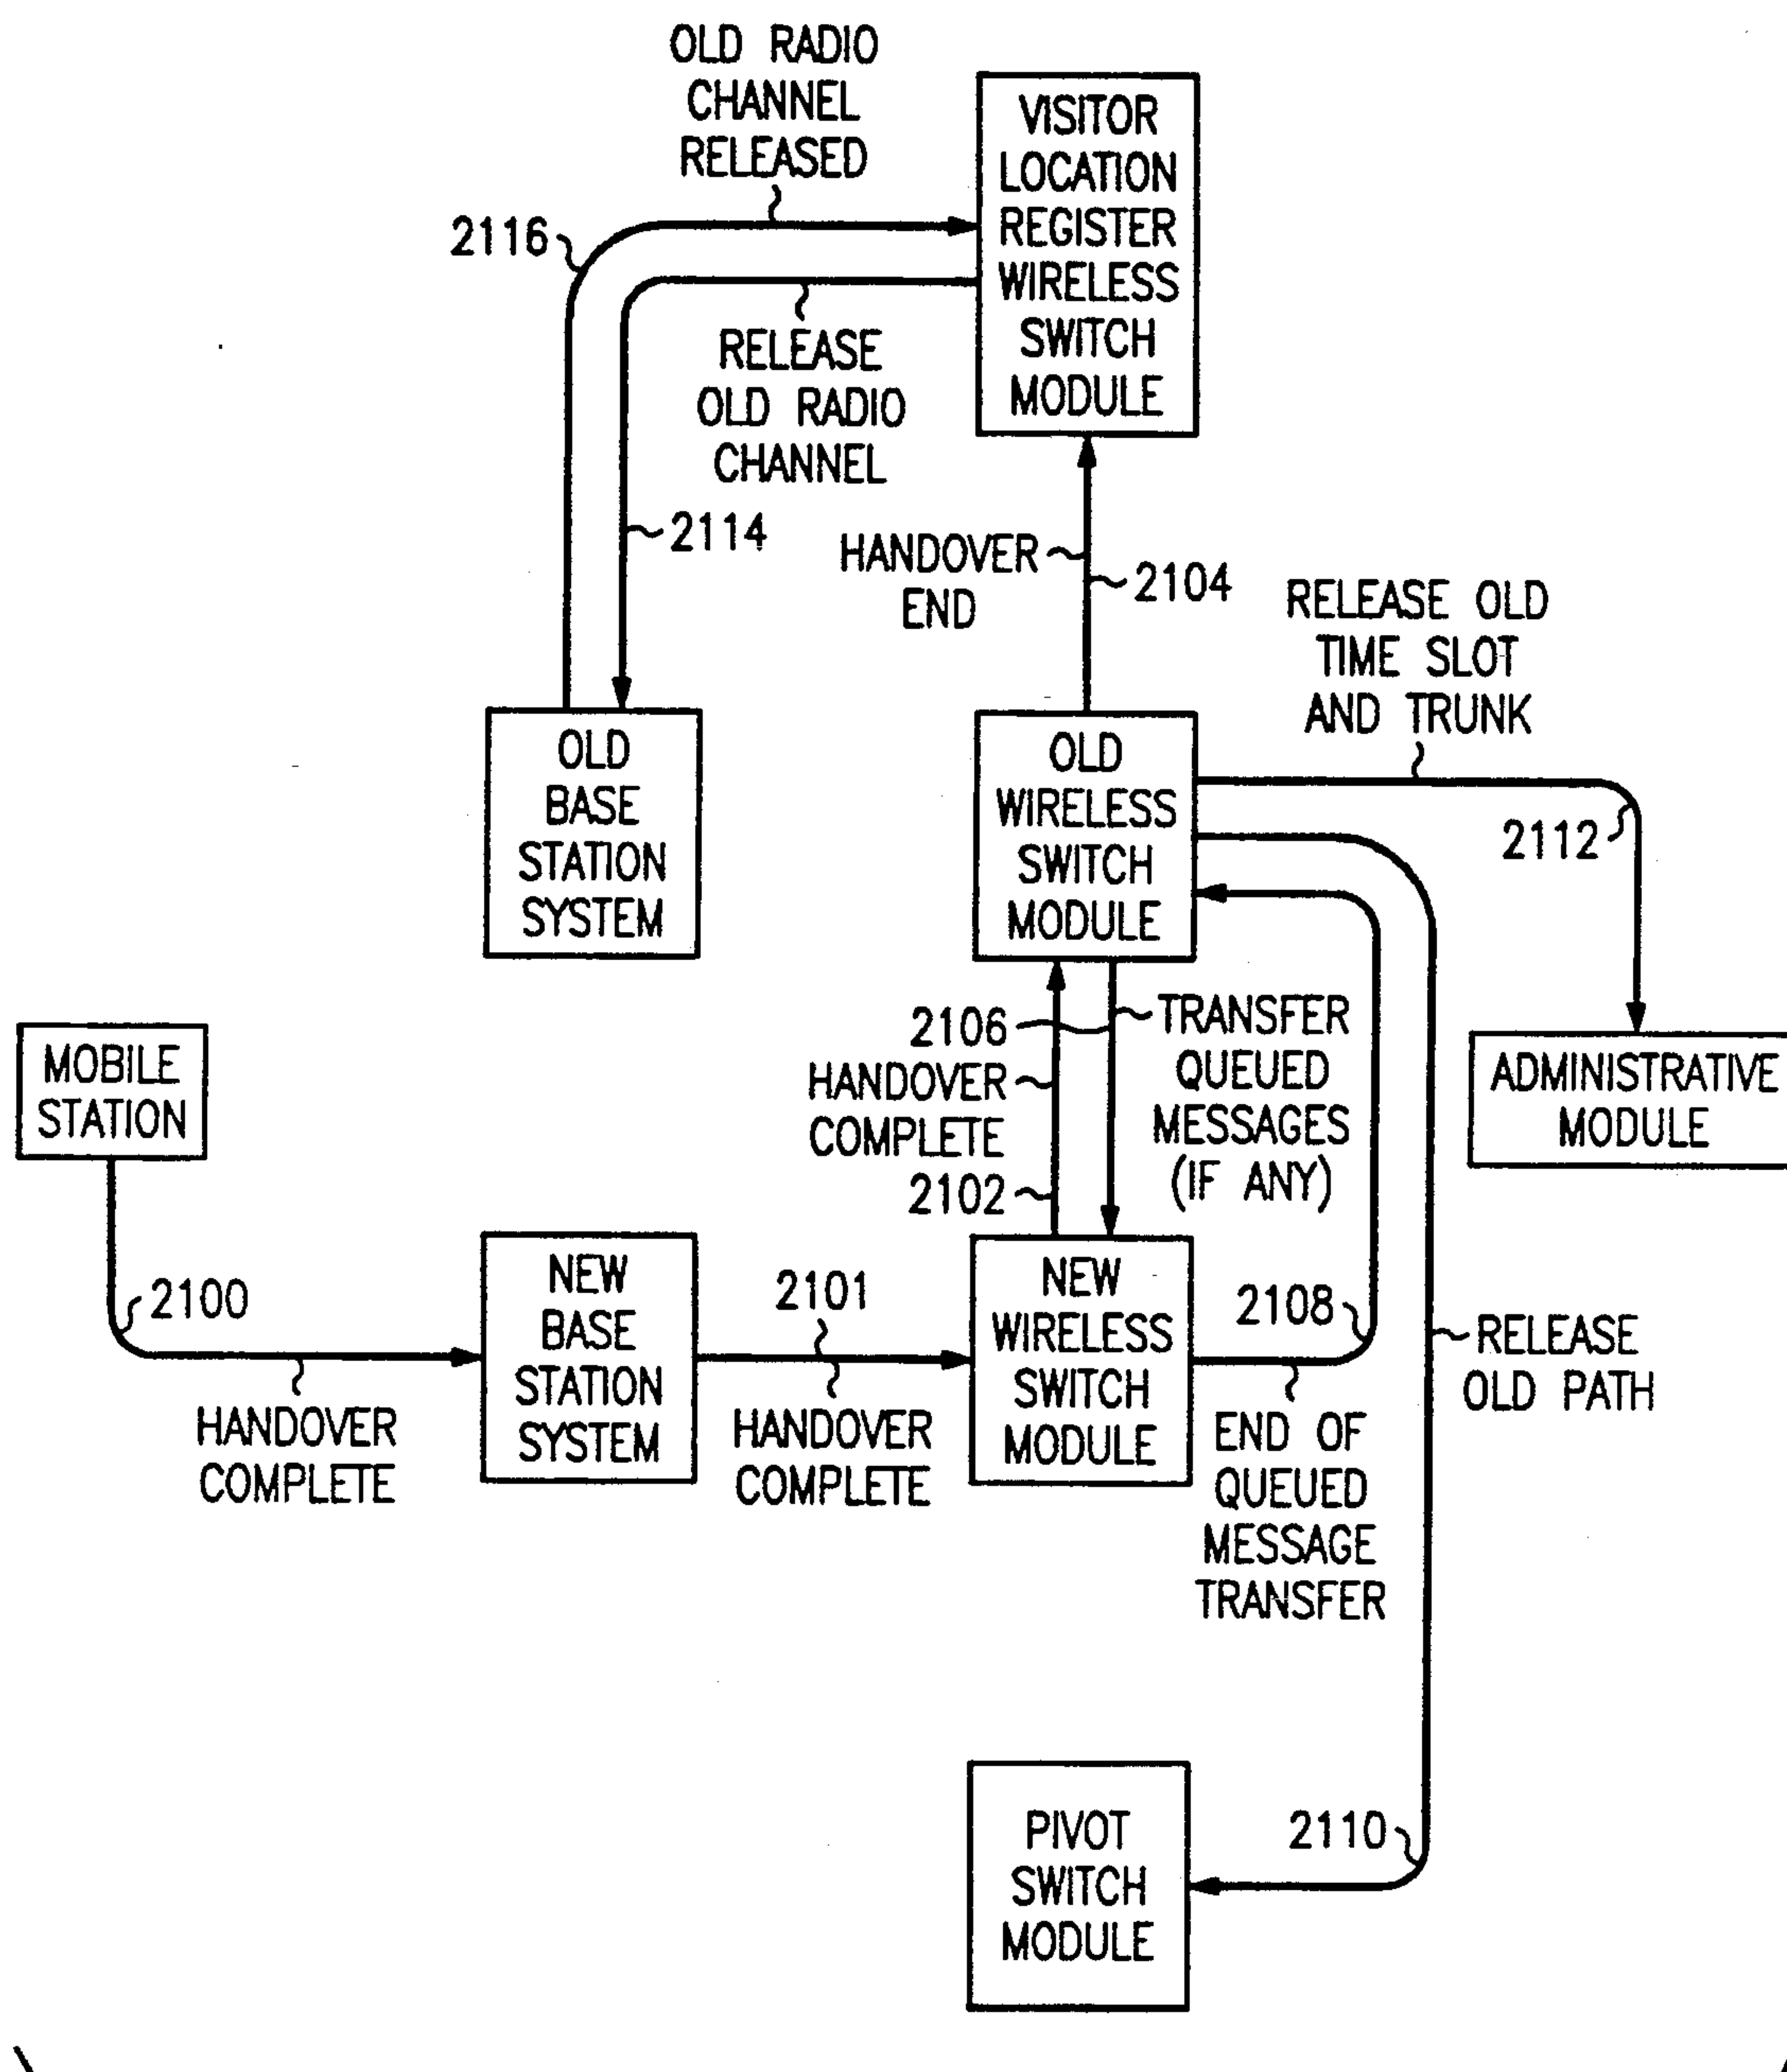 OLD RADIO
CHANNEL
RELEASED
2116
VISITOR
LOCATION
REGISTER
WIRELESS
SWITCH
MODULE
RELEASE
OLD RADIO
CHANNEL
2114
HANDOVER
END
2104
RELEASE OLD
TIME SLOT
AND TRUNK
2112
OLD
BASE
STATION
SYSTEM
OLD
WIRELESS
SWITCH
MODULE
MOBILE
STATION
2106
HANDOVER
COMPLETE
2102
TRANSFER
QUEUED
MESSAGES
(IF ANY)
ADMINISTRATIVE
MODULE
2100
HANDOVER
COMPLETE
NEW
BASE
STATION
SYSTEM
2101
HANDOVER
COMPLETE
NEW
WIRELESS
SWITCH
MODULE
2108
END OF
QUEUED
MESSAGE
TRANSFER
RELEASE
OLD PATH
2110
PIVOT
SWITCH
MODULE